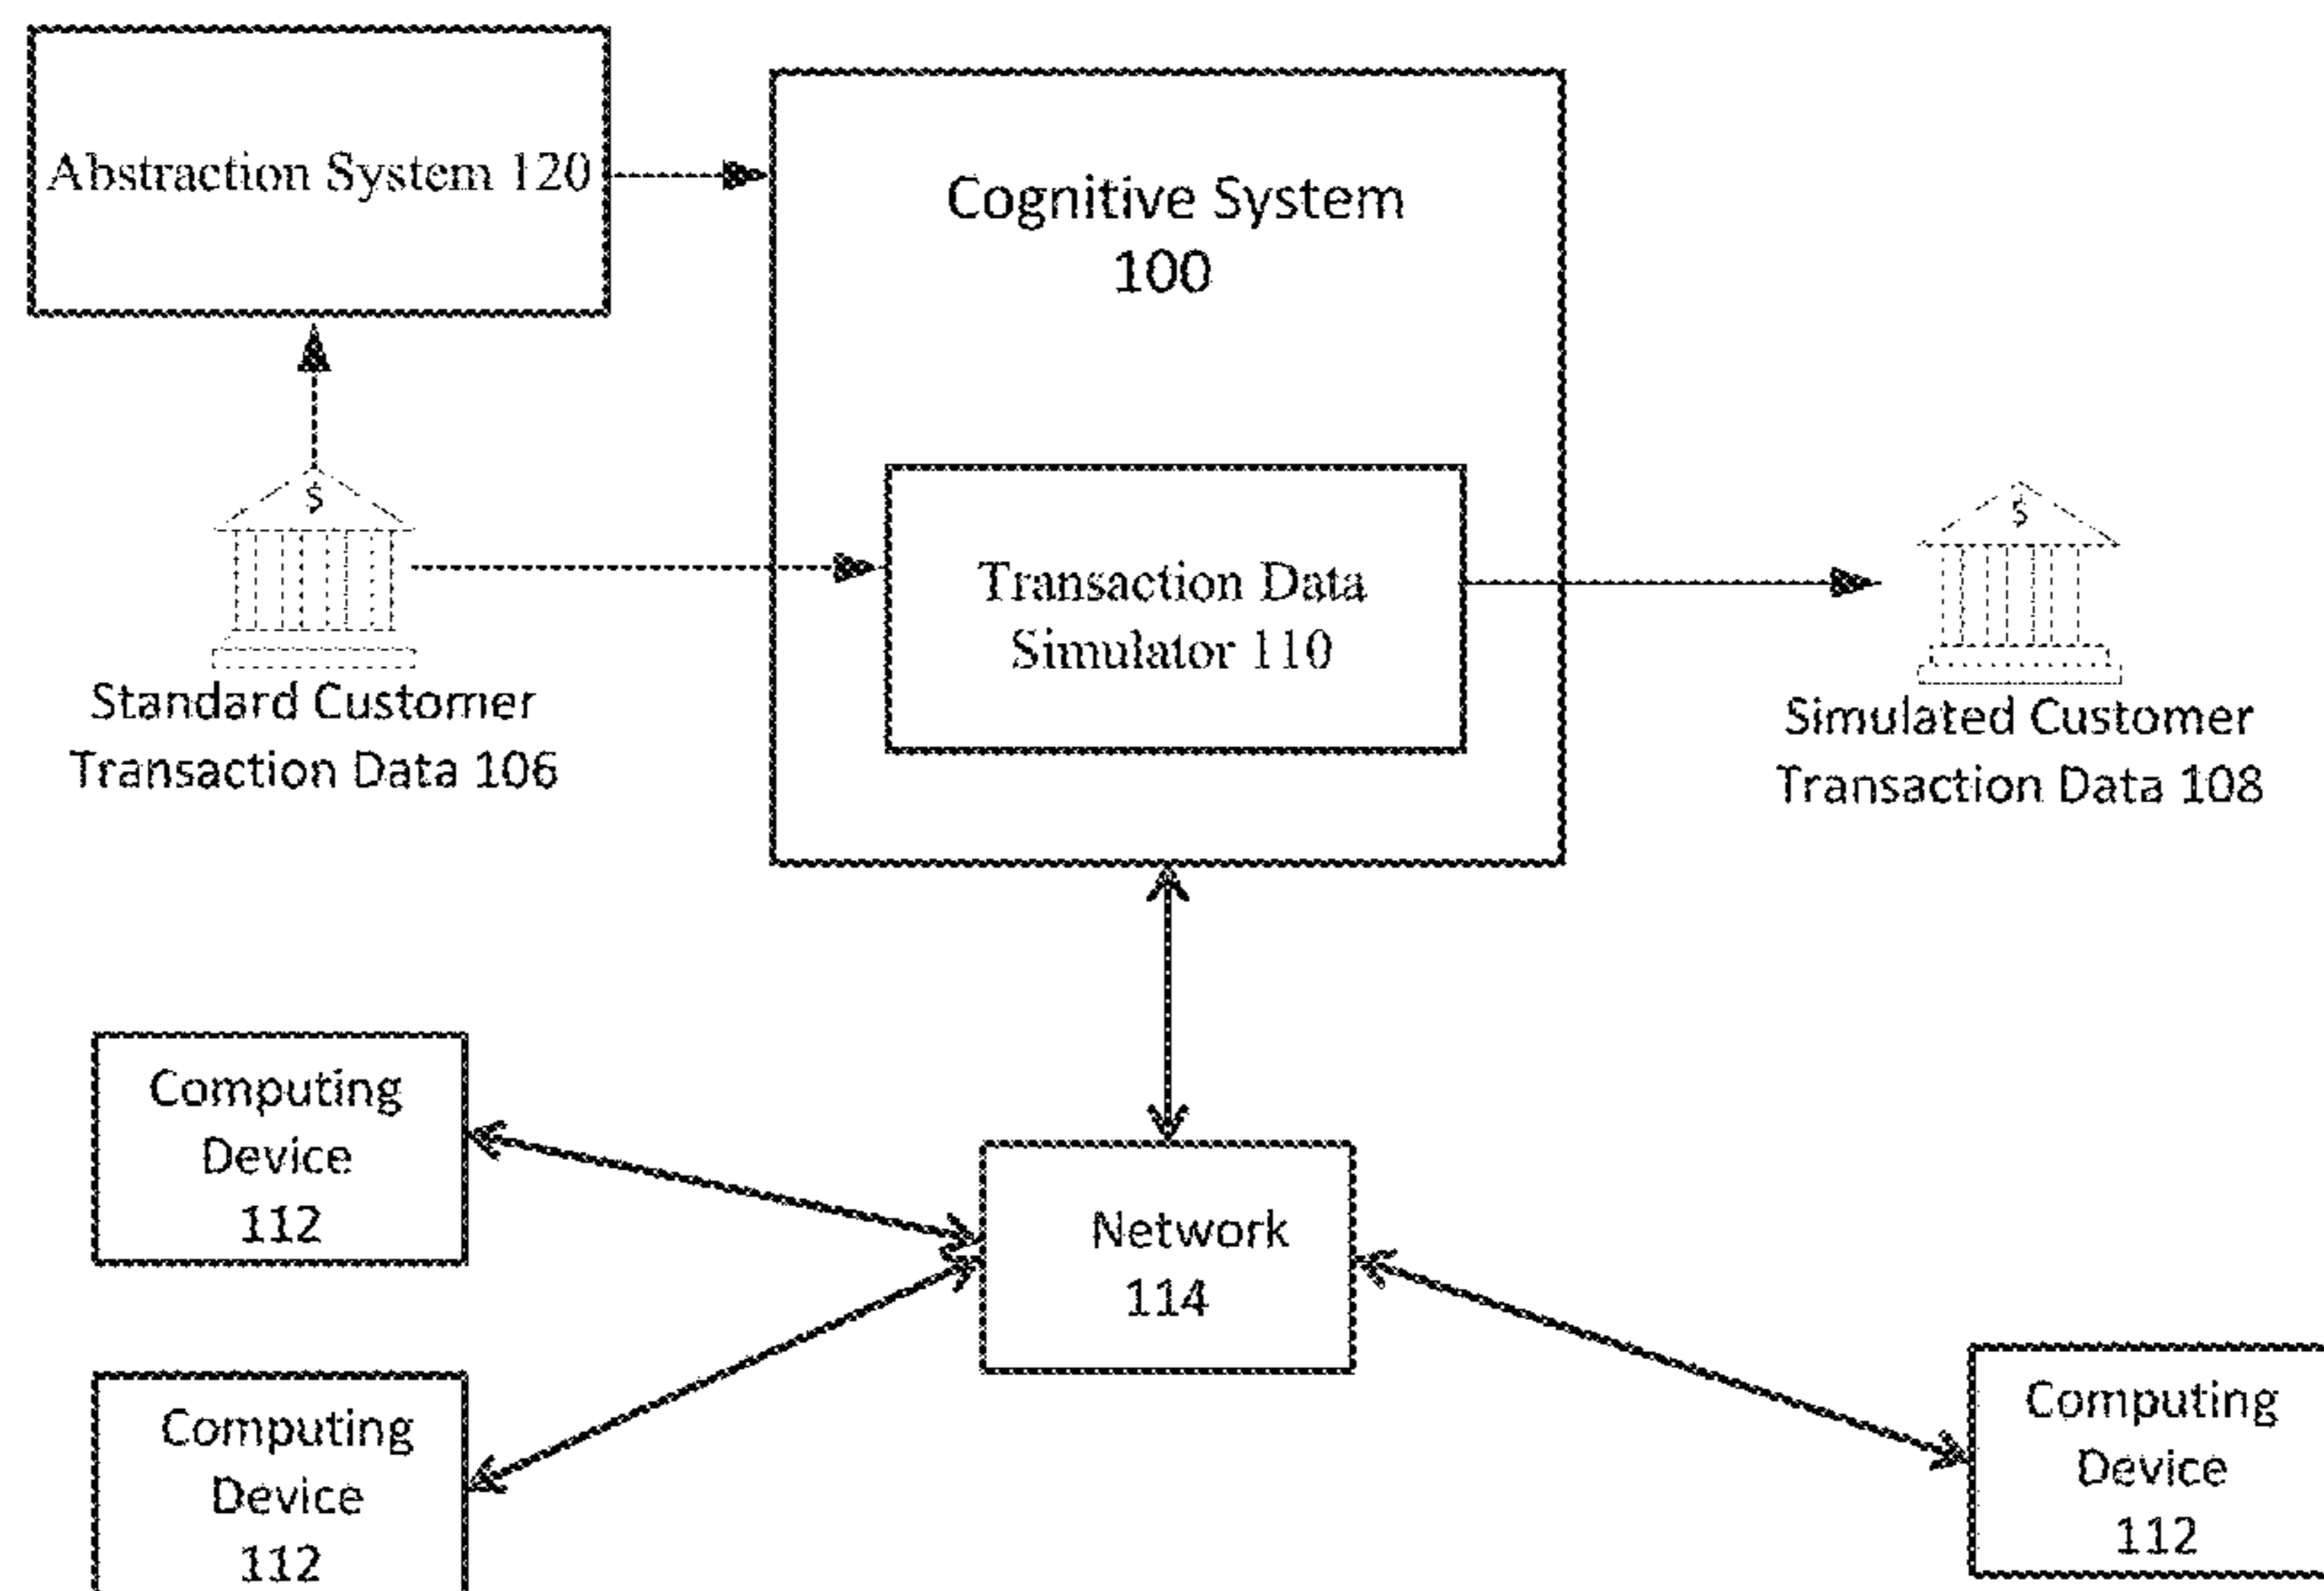 Abstraction System 120
Cognitive System
100
$
$
Transaction Data
Simulator 110
Standard Customer
Transaction Data 106
Simulated Customer
Transaction Data 108
Computing
Device
112
Network
114
Computing
Device
112
Computing
Device
112